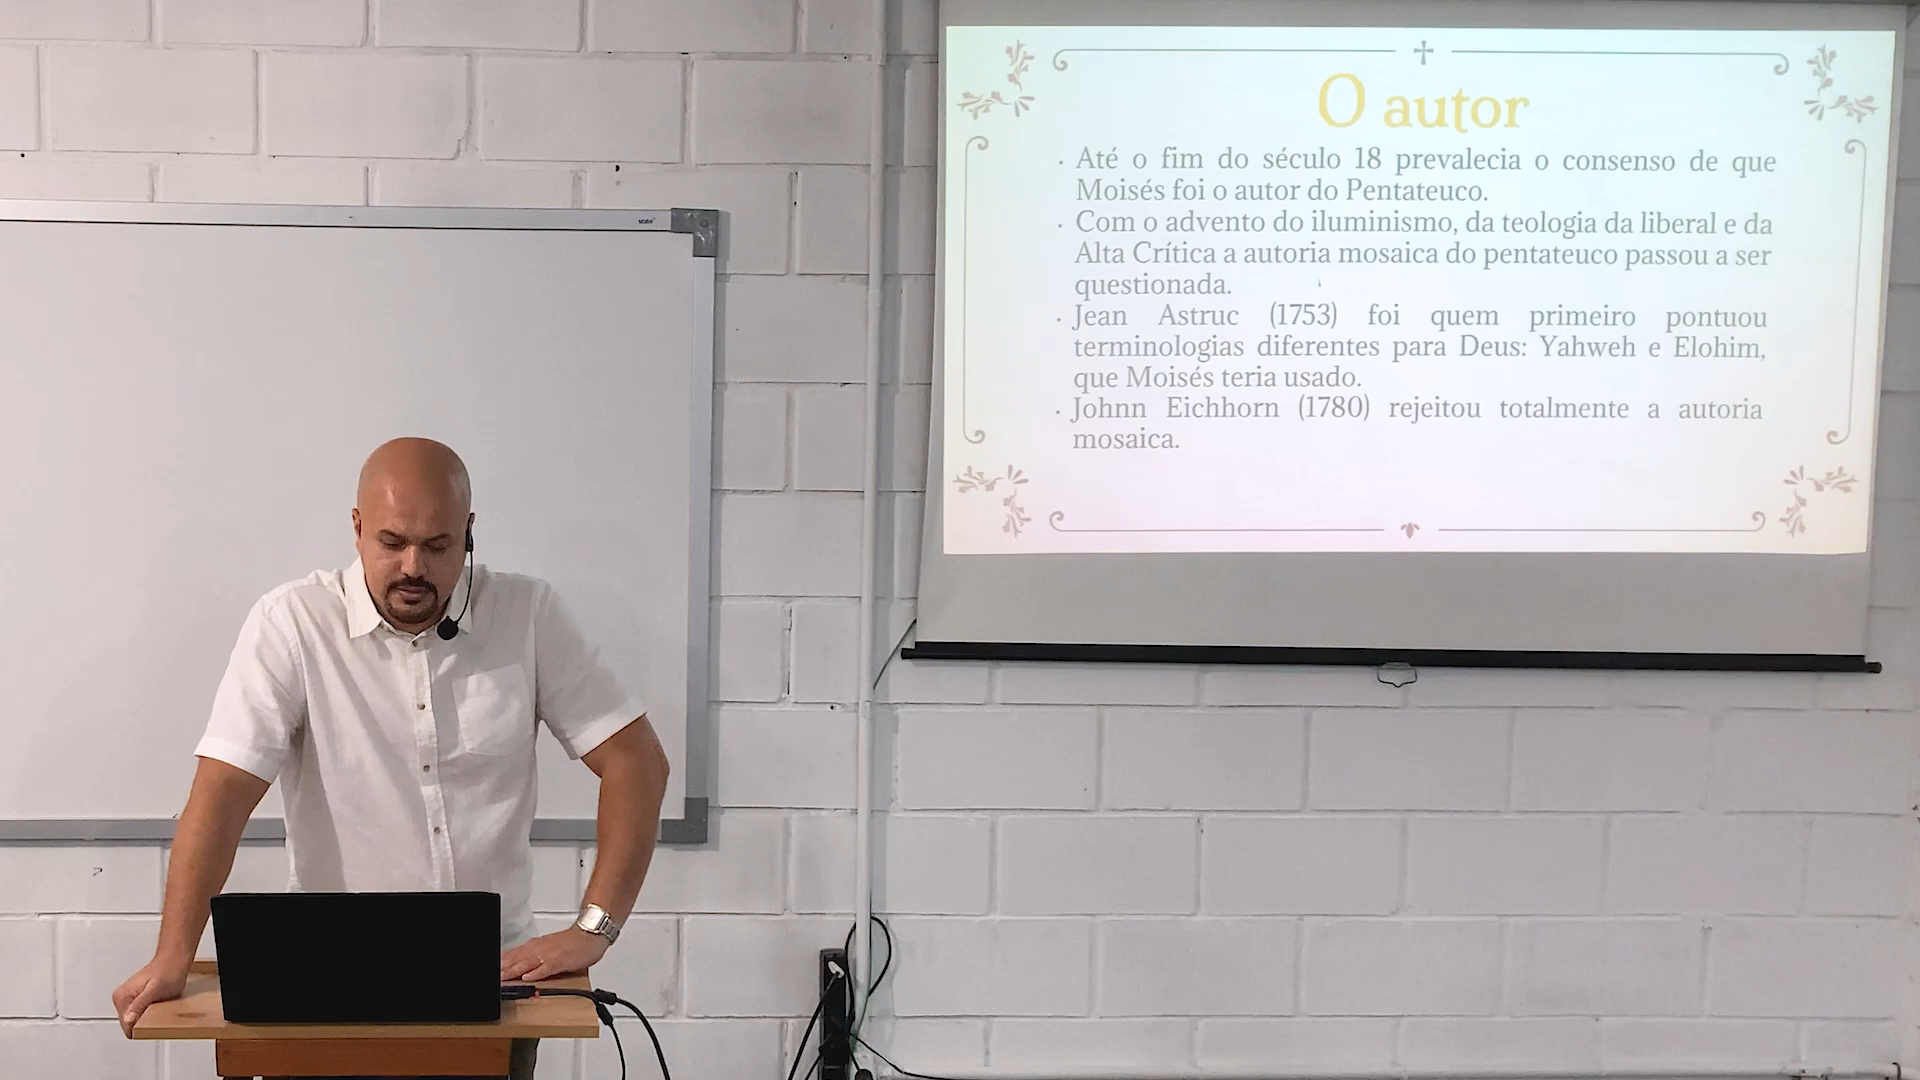 O autor
· Até o fim do século 18 prevalecia o consenso de que
Moisés foi o autor do Pentateuco.
· Com o advento do iluminismo, da teologia da liberal e da
Alta Crítica a autoria mosaica do pentateuco passou a ser
questionada.
· Jean Astruc (1753) foi quem primeiro pontuou
terminologias diferentes para Deus: Yahweh e Elohim,
que Moisés teria usado.
· Johnn Eichhorn (1780) rejeitou totalmente a autoria
mosaica.